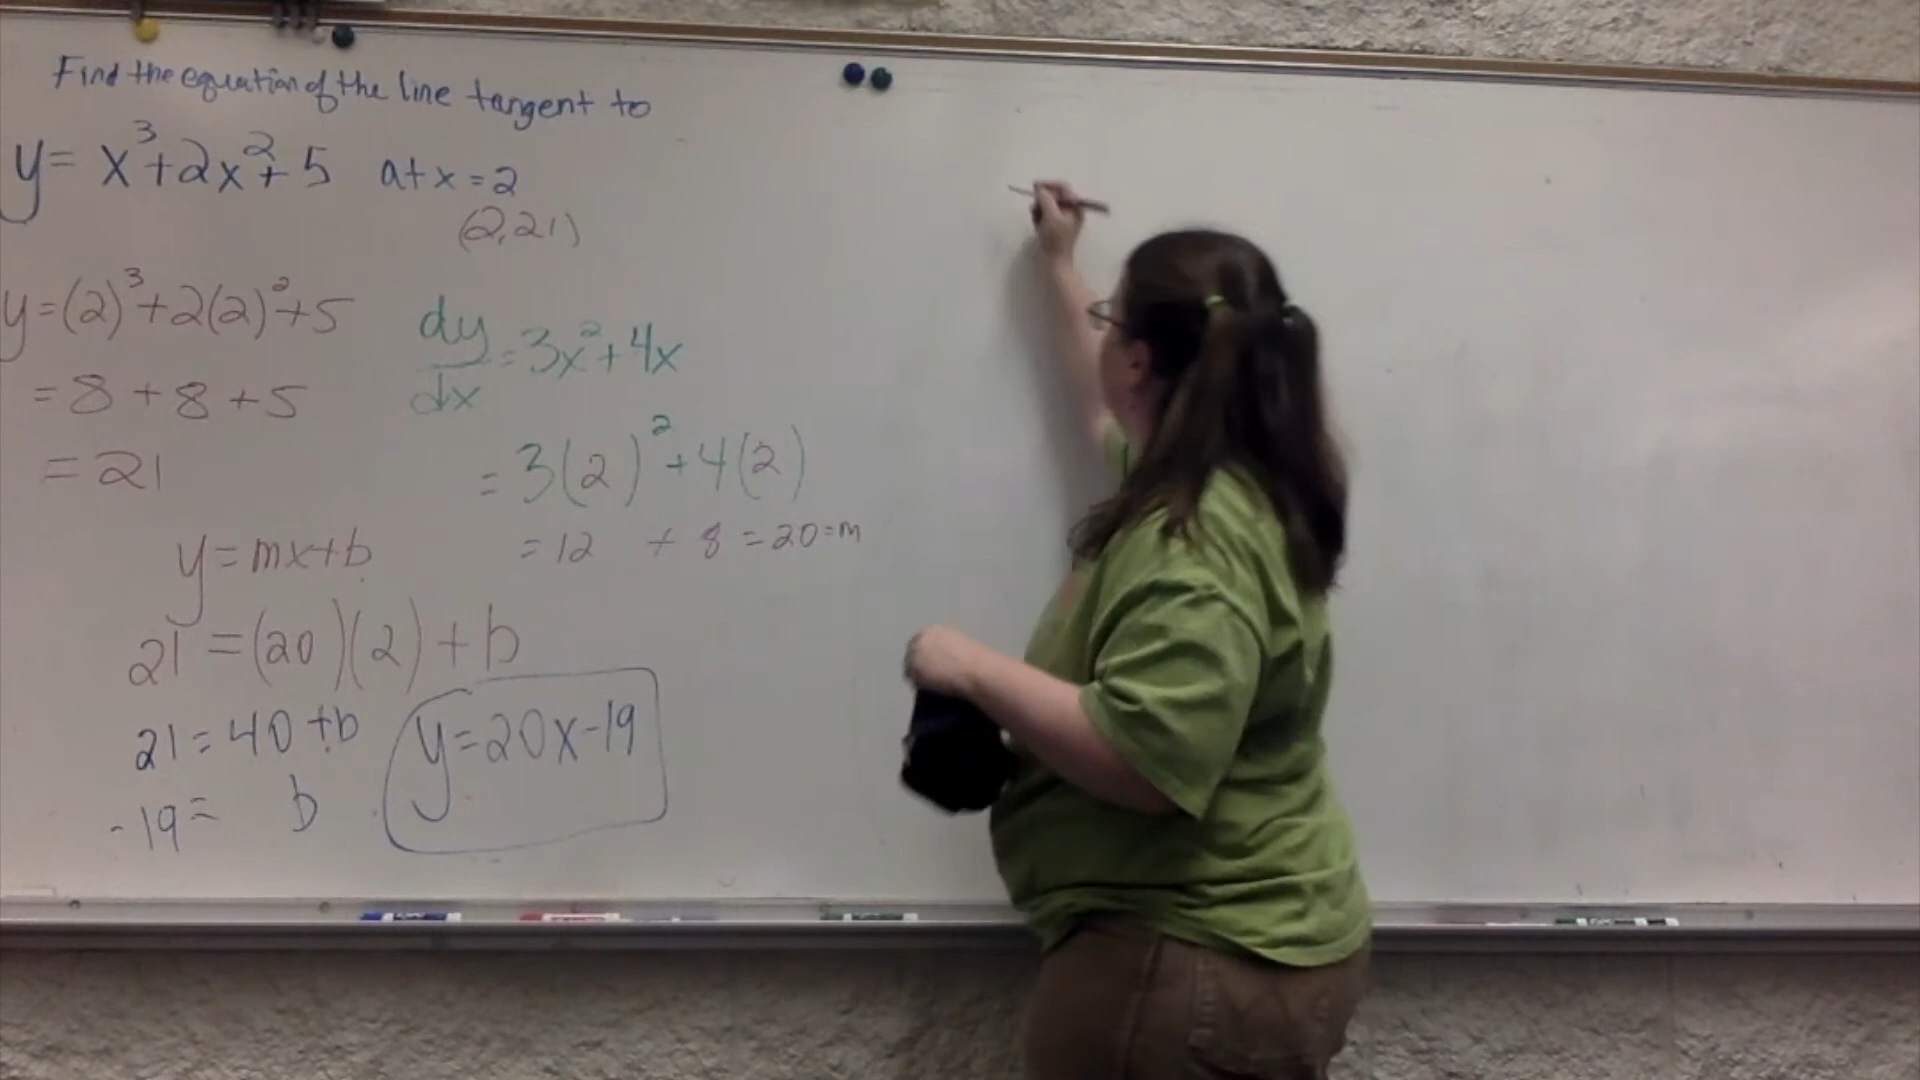 Find the equation of the line tangent to
y = x³ + 2x² + 5 at x = 2
(2,21)
y = (2)³ + 2(2)² + 5
= 8 + 8 + 5
= 21
dy/dx = 3x² + 4x
= 3(2)² + 4(2)
= 12 + 8 = 20 = m
y = mx + b
21 = (20)(2) + b
21 = 40 + b
-19 = b
y = 20x - 19